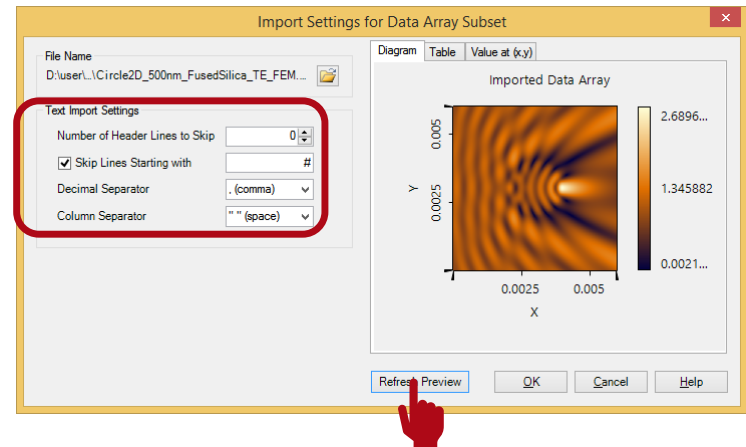 Import Settings for Data Array Subset
×
File Name
D:\user\..\Circle2D_500nm_FusedSilica_TE_FEM....
Text Import Settings
Number of Header Lines to Skip 0
Skip Lines Starting with #
Decimal Separator . (comma)
Column Separator " " (space)
Diagram Table Value at (x,y)
Imported Data Array
0.005
Y
0.0025
0.0025 0.005
X
2.6896...
1.345882
0.0021...
Refresh Preview OK Cancel Help